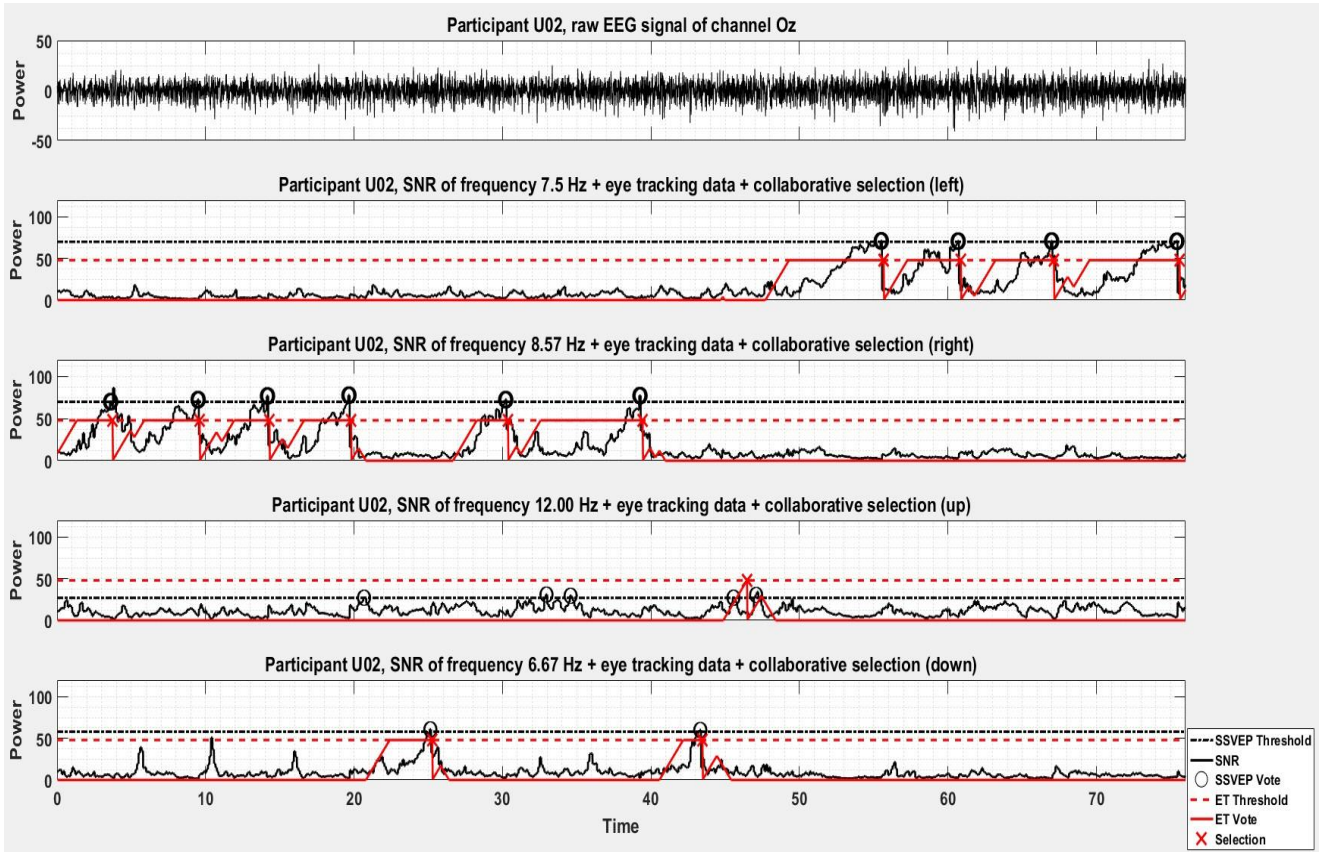 Participant U02, raw EEG signal of channel Oz
50
0
-50
Power
Participant U02, SNR of frequency 7.5 Hz + eye tracking data + collaborative selection (left)
100
50
0
Power
Participant U02, SNR of frequency 8.57 Hz + eye tracking data + collaborative selection (right)
100
50
0
Power
Participant U02, SNR of frequency 12.00 Hz + eye tracking data + collaborative selection (up)
100
50
0
Power
Participant U02, SNR of frequency 6.67 Hz + eye tracking data + collaborative selection (down)
100
50
0
Power
0 10 20 30 40 50 60 70
Time
SSVEP Threshold
SNR
SSVEP Vote
ET Threshold
ET Vote
Selection